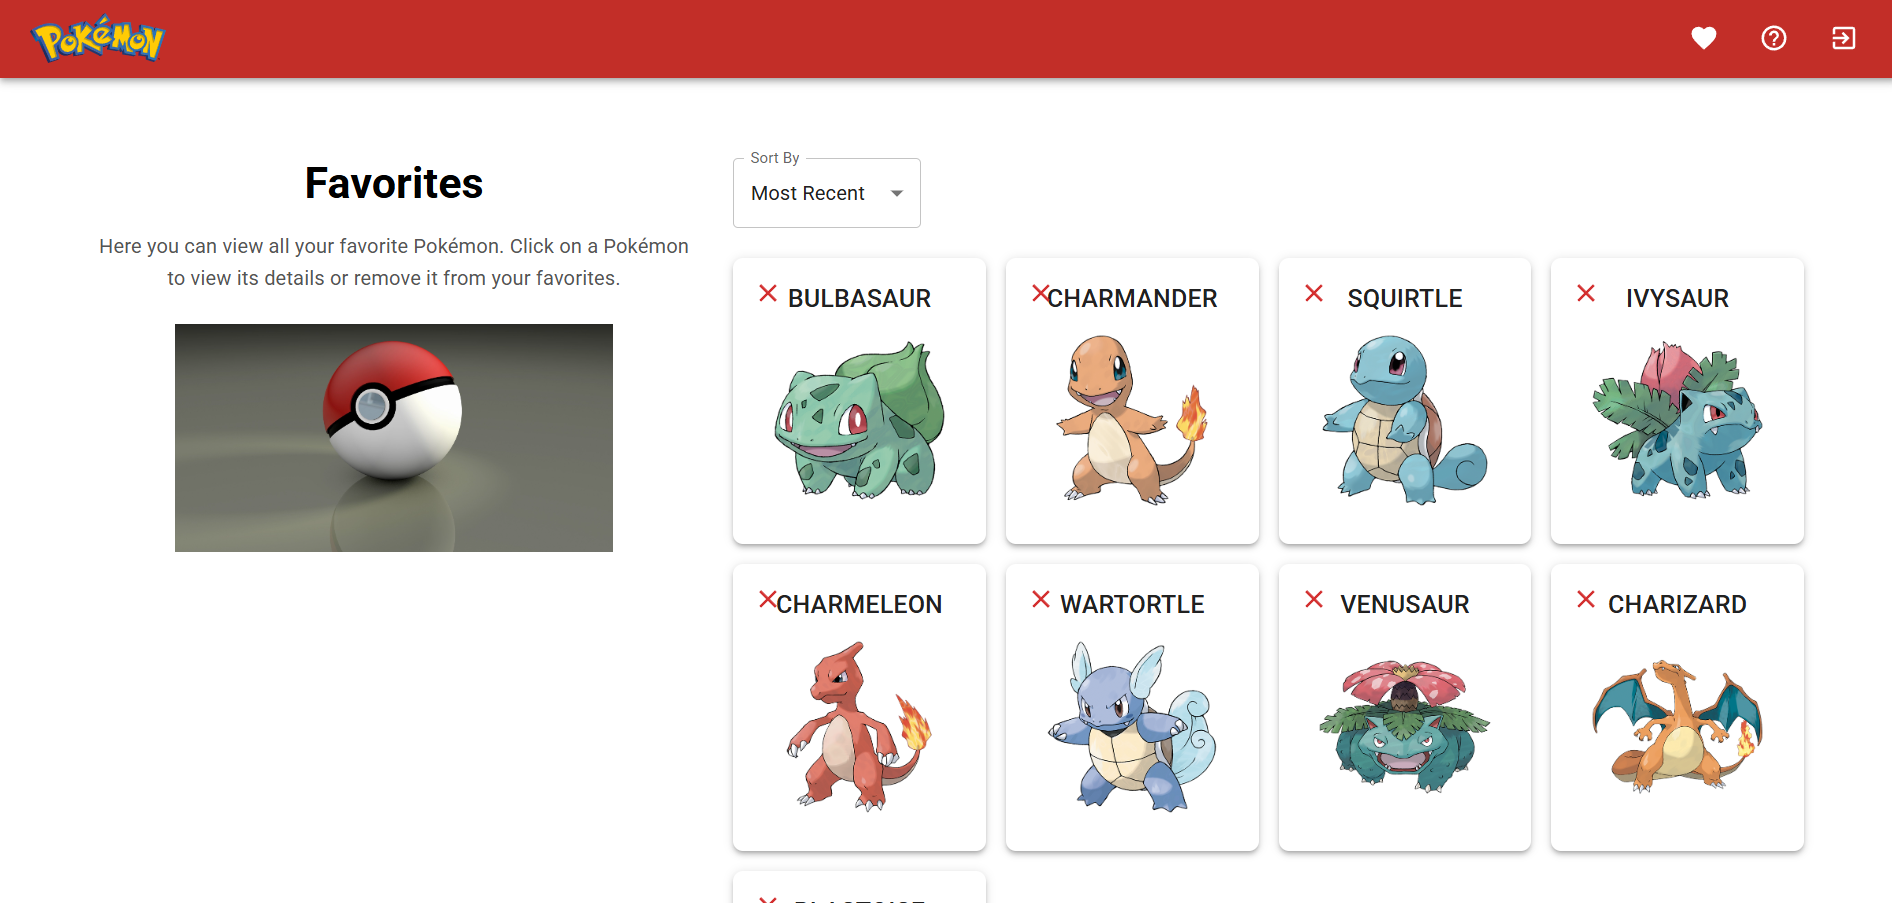 POKéMON
Favorites
Here you can view all your favorite Pokémon. Click on a Pokémon
to view its details or remove it from your favorites.
Sort By
Most Recent
BULBASAUR
CHARMANDER
SQUIRTLE
IVYSAUR
CHARMELEON
WARTORTLE
VENUSAUR
CHARIZARD